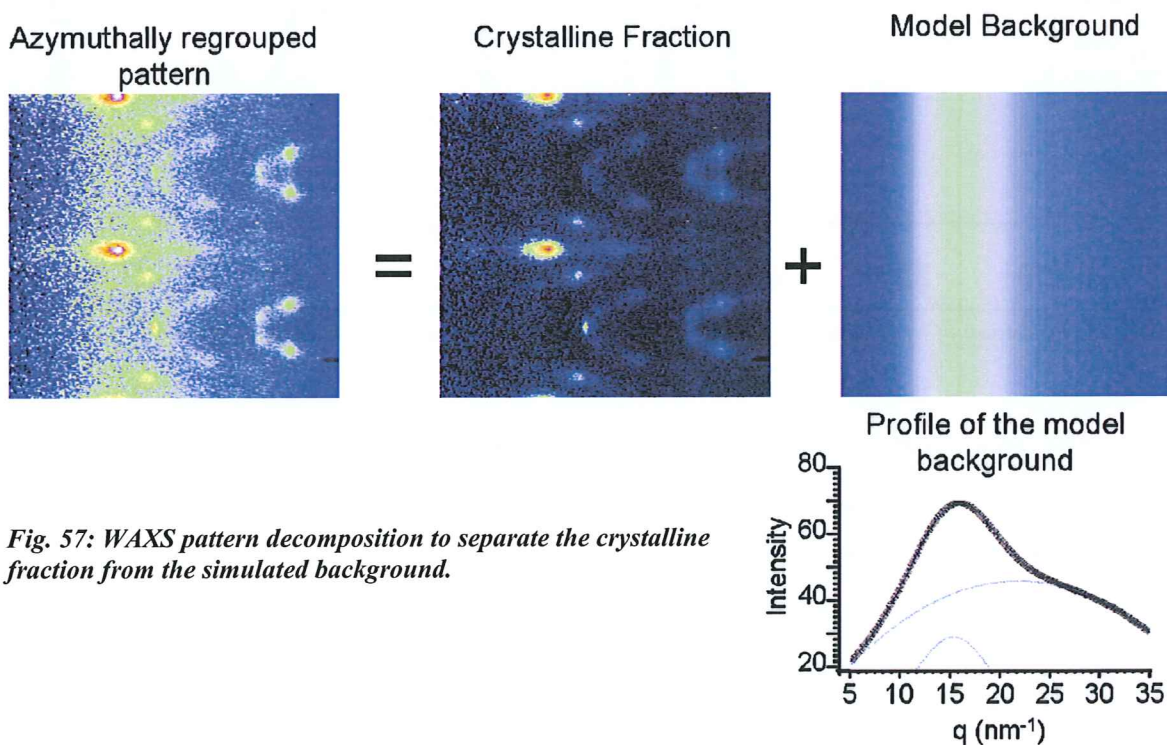 Azymuthally regrouped
pattern
Crystalline Fraction
Model Background
=
+
Profile of the model
background
80
60
40
20
Intensity
5 10 15 20 25 30 35
q (nm-1)
Fig. 57: WAXS pattern decomposition to separate the crystalline
fraction from the simulated background.